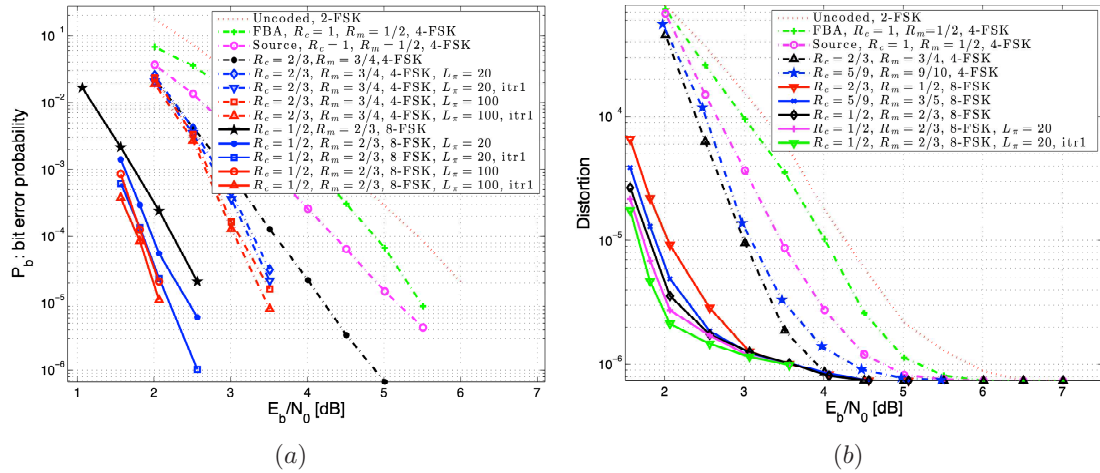 Uncoded, 2-FSK
FBA, R_c = 1, R_m = 1/2, 4-FSK
Source, R_c − 1, R_m − 1/2, 4-FSK
R_c = 2/3, R_m = 3/4, 4-FSK
R_c = 2/3, R_m = 3/4, 4-FSK, L_π = 20
R_c = 2/3, R_m = 3/4, 4-FSK, L_π = 20, itr1
R_c = 2/3, R_m = 3/4, 4-FSK, L_π = 100
R_c = 2/3, R_m = 3/4, 4-FSK, L_π = 100, itr1
R_c = 1/2, R_m − 2/3, 8-FSK
R_c = 1/2, R_m = 2/3, 8-FSK, L_π = 20
R_c = 1/2, R_m = 2/3, 8 FSK, L_π = 20, itr1
R_c = 1/2, R_m = 2/3, 8 FSK, L_π = 100
R_c = 1/2, R_m = 2/3, 8-FSK, L_π = 100, itr1
10^-1
10^-2
10^-3
10^-4
10^-5
10^-6
P_b: bit error probability
1 2 3 4 5 6 7
E_b/N_0 [dB]
(a)
Uncoded, 2-FSK
FBA, R_c = 1, R_m=1/2, 4-FSK
Source, R_c = 1, R_m = 1/2, 4-FSK
R_c − 2/3, R_m − 3/4, 4-FSK
R_c = 5/9, R_m = 9/10, 4-FSK
R_c = 2/3, R_m = 1/2, 8-FSK
R_c = 5/9, R_m = 3/5, 8-FSK
R_c = 1/2, R_m = 2/3, 8-FSK
R_c = 1/2, R_m = 2/3, 8-FSK, L_π = 20
R_c = 1/2, R_m = 2/3, 8-FSK, L_π = 20, itr1
10^-4
10^-5
10^-6
Distortion
2 3 4 5 6 7
E_b/N_0 [dB]
(b)